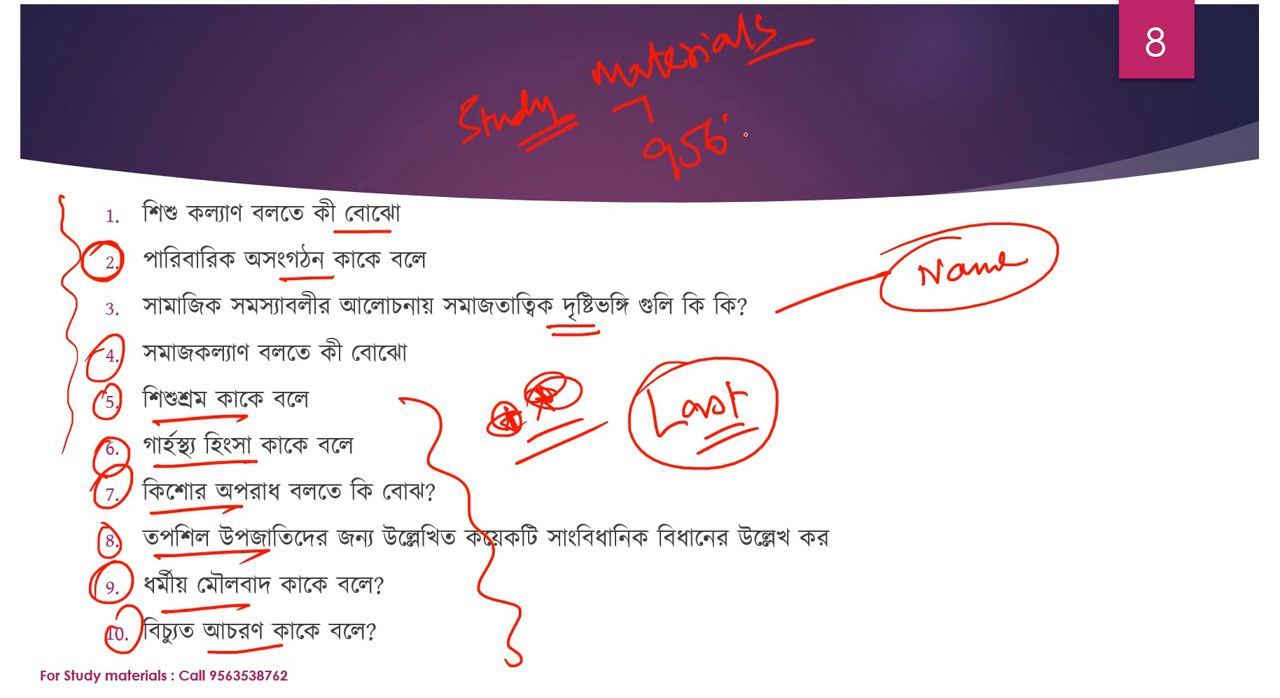 8
Study Materials
956
1. শিশু কল্যাণ বলতে কী বোঝো
2. পারিবারিক অসংগঠন কাকে বলে
3. সামাজিক সমস্যাবলীর আলোচনায় সমাজতাত্বিক দৃষ্টিভঙ্গি গুলি কি কি?
Name
4. সমাজকল্যাণ বলতে কী বোঝো
5. শিশুশ্রম কাকে বলে
Last
6. গার্হস্থ্য হিংসা কাকে বলে
7. কিশোর অপরাধ বলতে কি বোঝ?
8. তপশিল উপজাতিদের জন্য উল্লেখিত কয়েকটি সাংবিধানিক বিধানের উল্লেখ কর
9. ধর্মীয় মৌলবাদ কাকে বলে?
10. বিচ্যুত আচরণ কাকে বলে?
For Study materials : Call 9563538762